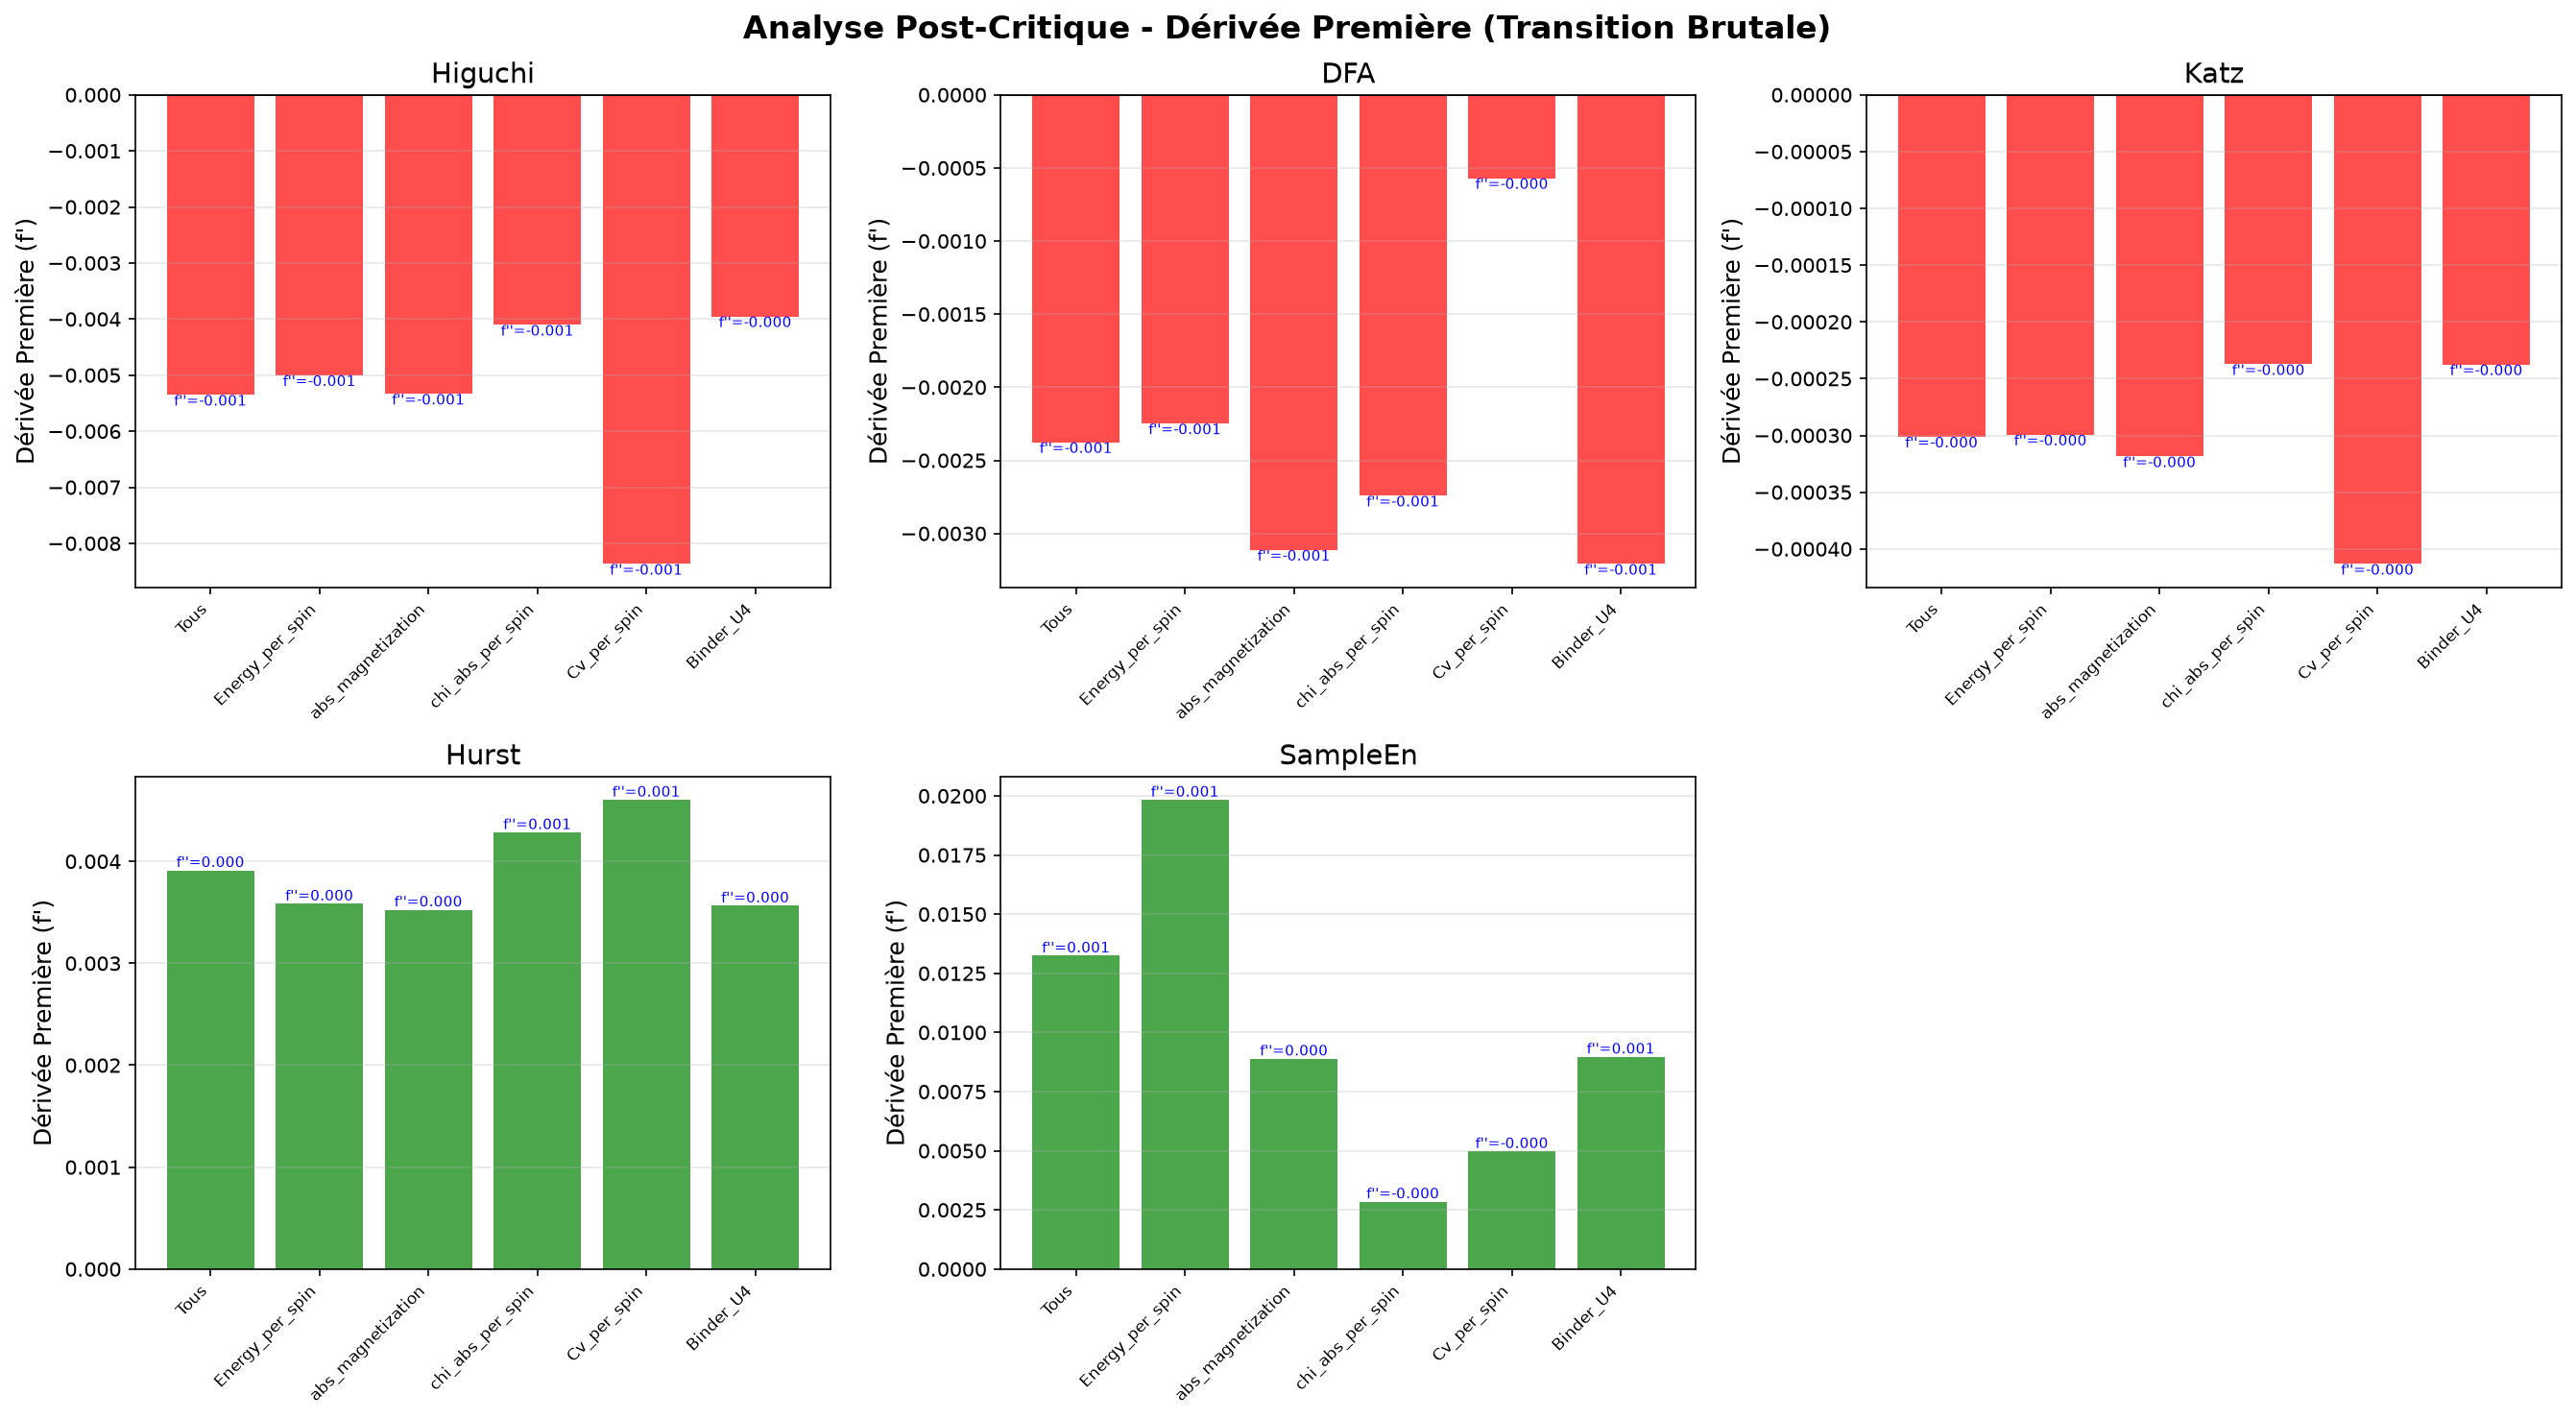 Analyse Post-Critique - Dérivée Première (Transition Brutale)
Higuchi
Dérivée Première (f')
0.000
−0.001
−0.002
−0.003
−0.004
−0.005
−0.006
−0.007
−0.008
f''=-0.001
f''=-0.001
f''=-0.001
f''=-0.001
f''=-0.001
f''=-0.000
Tous
Energy_per_spin
abs_magnetization
chi_abs_per_spin
Cv_per_spin
Binder_U4
DFA
Dérivée Première (f')
0.0000
−0.0005
−0.0010
−0.0015
−0.0020
−0.0025
−0.0030
f''=-0.001
f''=-0.001
f''=-0.001
f''=-0.001
f''=-0.000
f''=-0.001
Tous
Energy_per_spin
abs_magnetization
chi_abs_per_spin
Cv_per_spin
Binder_U4
Katz
Dérivée Première (f')
0.00000
−0.00005
−0.00010
−0.00015
−0.00020
−0.00025
−0.00030
−0.00035
−0.00040
f''=-0.000
f''=-0.000
f''=-0.000
f''=-0.000
f''=-0.000
f''=-0.000
Tous
Energy_per_spin
abs_magnetization
chi_abs_per_spin
Cv_per_spin
Binder_U4
Hurst
Dérivée Première (f')
0.004
0.003
0.002
0.001
0.000
f''=0.000
f''=0.000
f''=0.000
f''=0.001
f''=0.001
f''=0.000
Tous
Energy_per_spin
abs_magnetization
chi_abs_per_spin
Cv_per_spin
Binder_U4
SampleEn
Dérivée Première (f')
0.0200
0.0175
0.0150
0.0125
0.0100
0.0075
0.0050
0.0025
0.0000
f''=0.001
f''=0.001
f''=0.000
f''=-0.000
f''=-0.000
f''=0.001
Tous
Energy_per_spin
abs_magnetization
chi_abs_per_spin
Cv_per_spin
Binder_U4